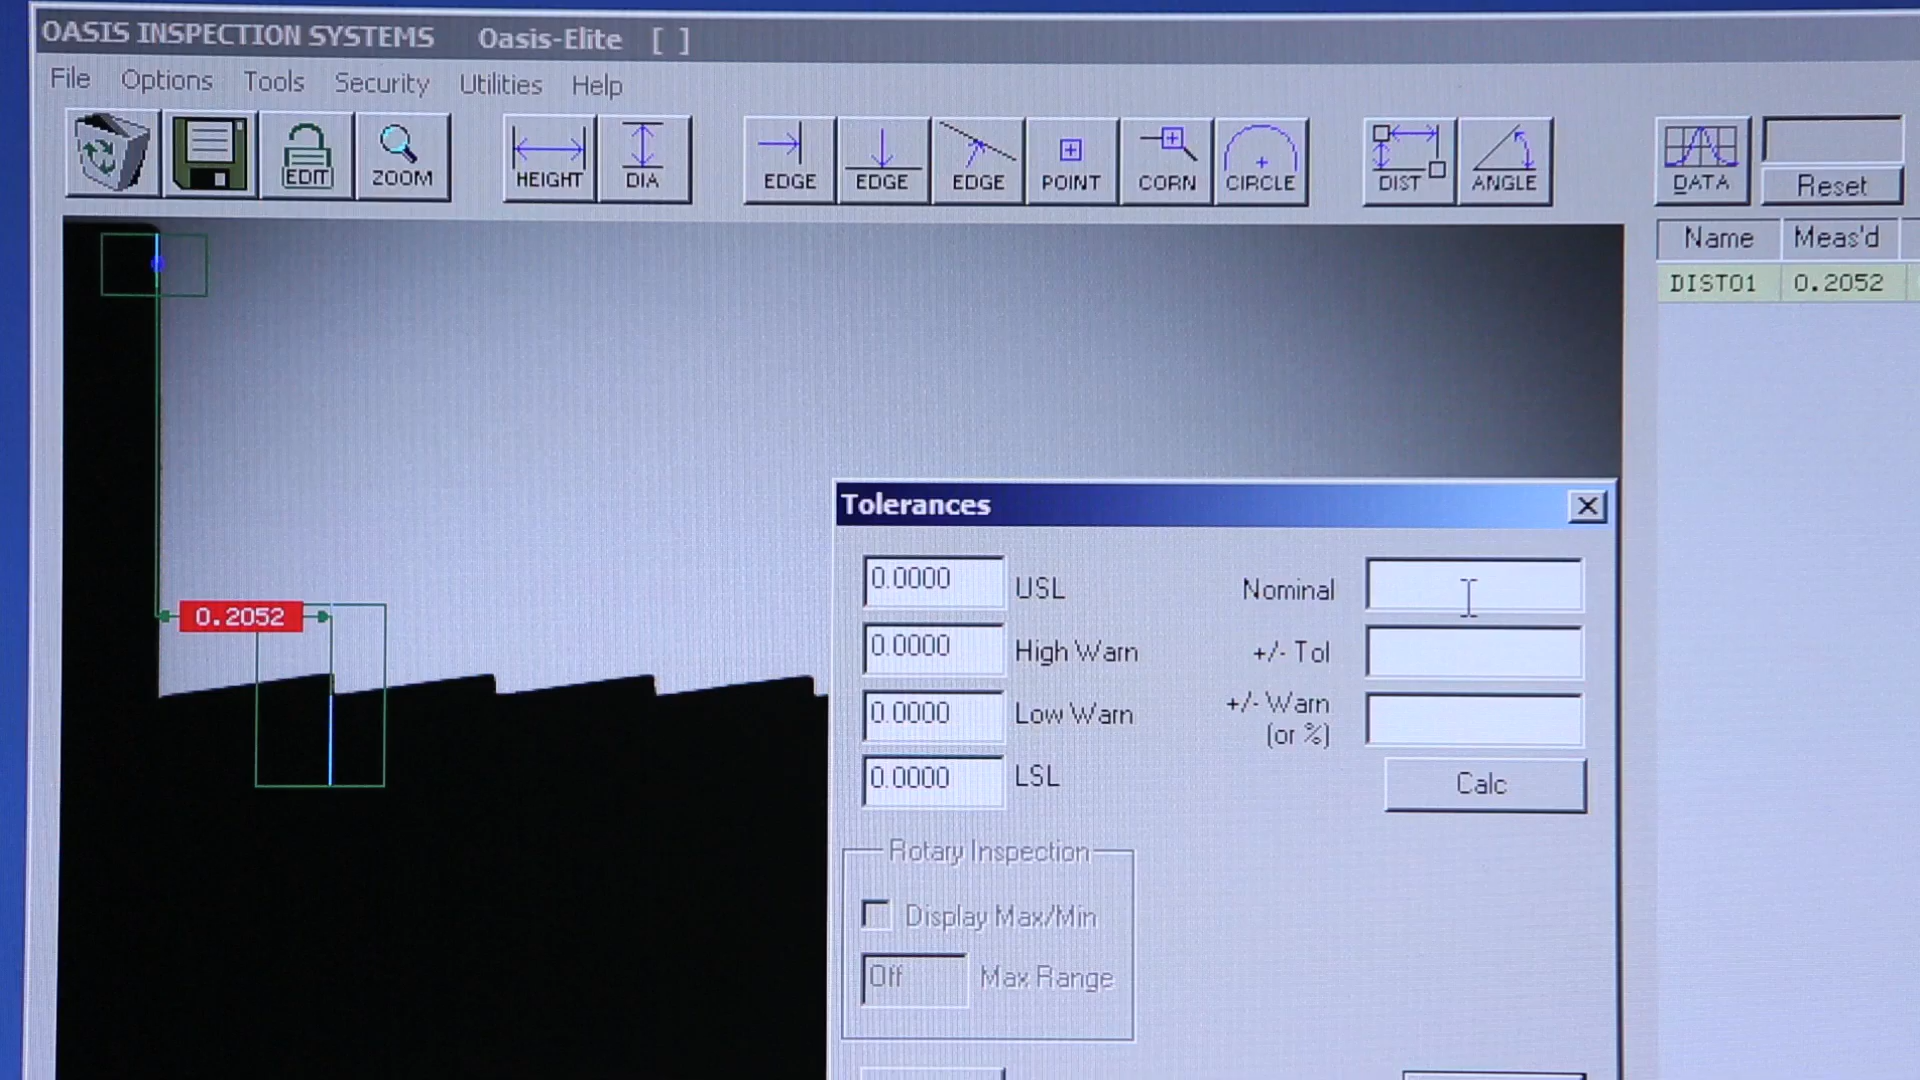 OASIS INSPECTION SYSTEMS Oasis-Elite [ ]
File Options Tools Security Utilities Help
EDIT ZOOM HEIGHT DIA EDGE EDGE EDGE POINT CORN CIRCLE DIST ANGLE DATA
Reset
Name Meas'd
DIST01 0.2052
0.2052
Tolerances
0.0000 USL Nominal
0.0000 High Warn +/- Tol
0.0000 Low Warn +/- Warn
(or %)
0.0000 LSL Calc
Rotary Inspection
Display Max/Min
Off Max Range